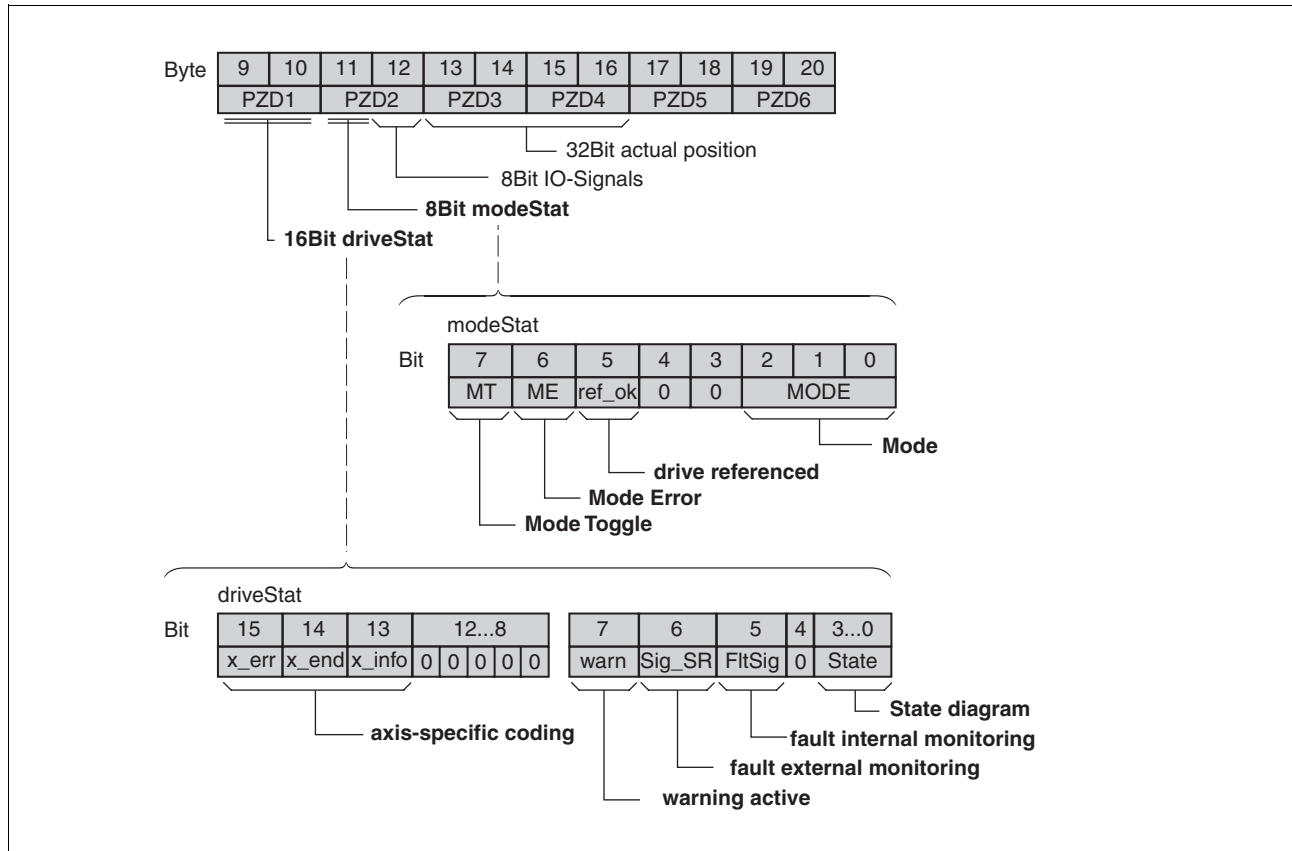 Byte 9 10 11 12 13 14 15 16 17 18 19 20
PZD1 PZD2 PZD3 PZD4 PZD5 PZD6
32Bit actual position
8Bit IO-Signals
8Bit modeStat
16Bit driveStat
modeStat
Bit 7 6 5 4 3 2 1 0
MT ME ref_ok 0 0 MODE
Mode
drive referenced
Mode Error
Mode Toggle
driveStat
Bit 15 14 13 12...8 7 6 5 4 3...0
x_err x_end x_info 0 0 0 0 0 warn Sig_SR FltSig 0 State
State diagram
axis-specific coding
fault internal monitoring
fault external monitoring
warning active